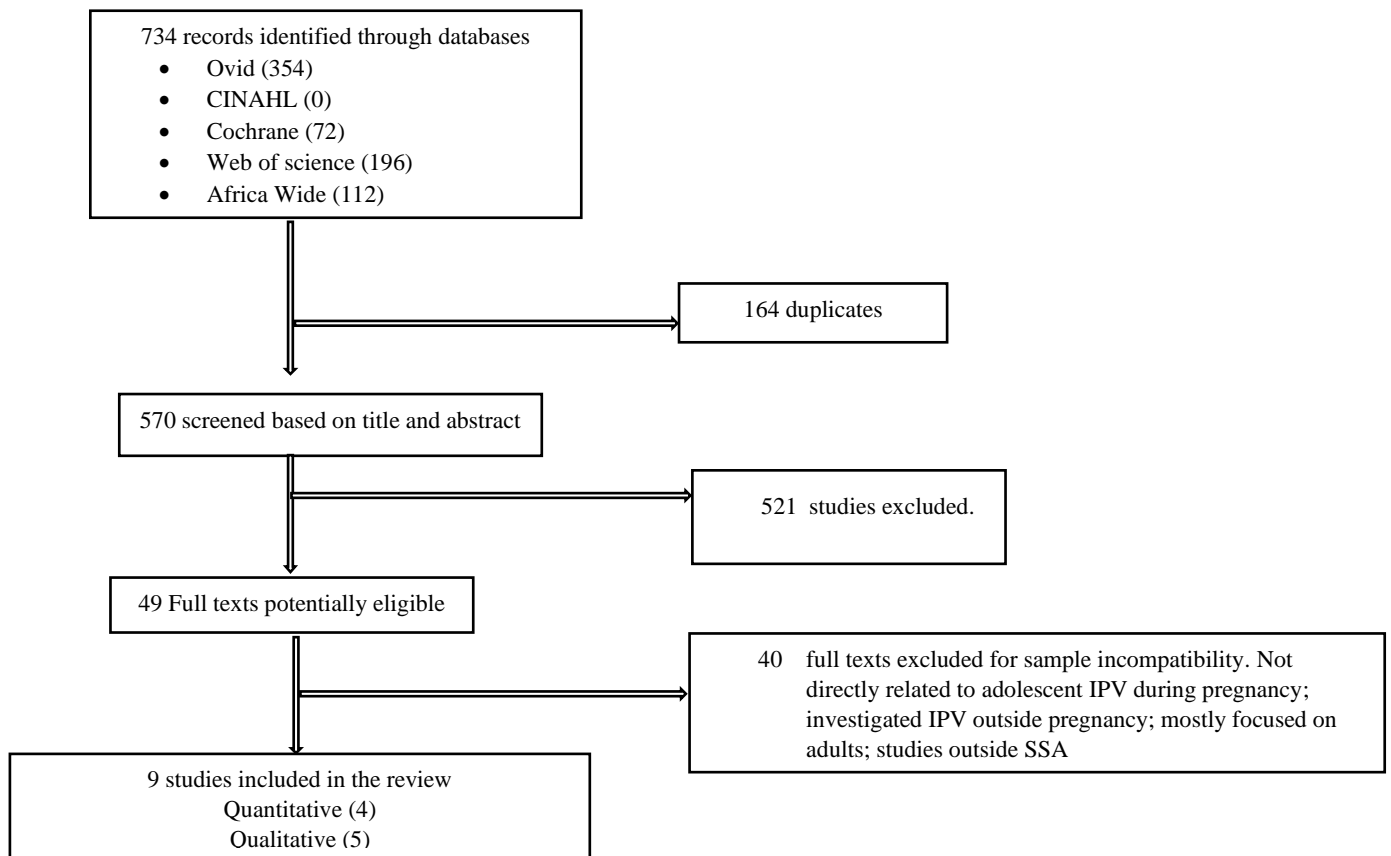 734 records identified through databases
• Ovid (354)
• CINAHL (0)
• Cochrane (72)
• Web of science (196)
• Africa Wide (112)
164 duplicates
570 screened based on title and abstract
521 studies excluded.
49 Full texts potentially eligible
40 full texts excluded for sample incompatibility. Not
directly related to adolescent IPV during pregnancy;
investigated IPV outside pregnancy; mostly focused on
adults; studies outside SSA
9 studies included in the review
Quantitative (4)
Qualitative (5)